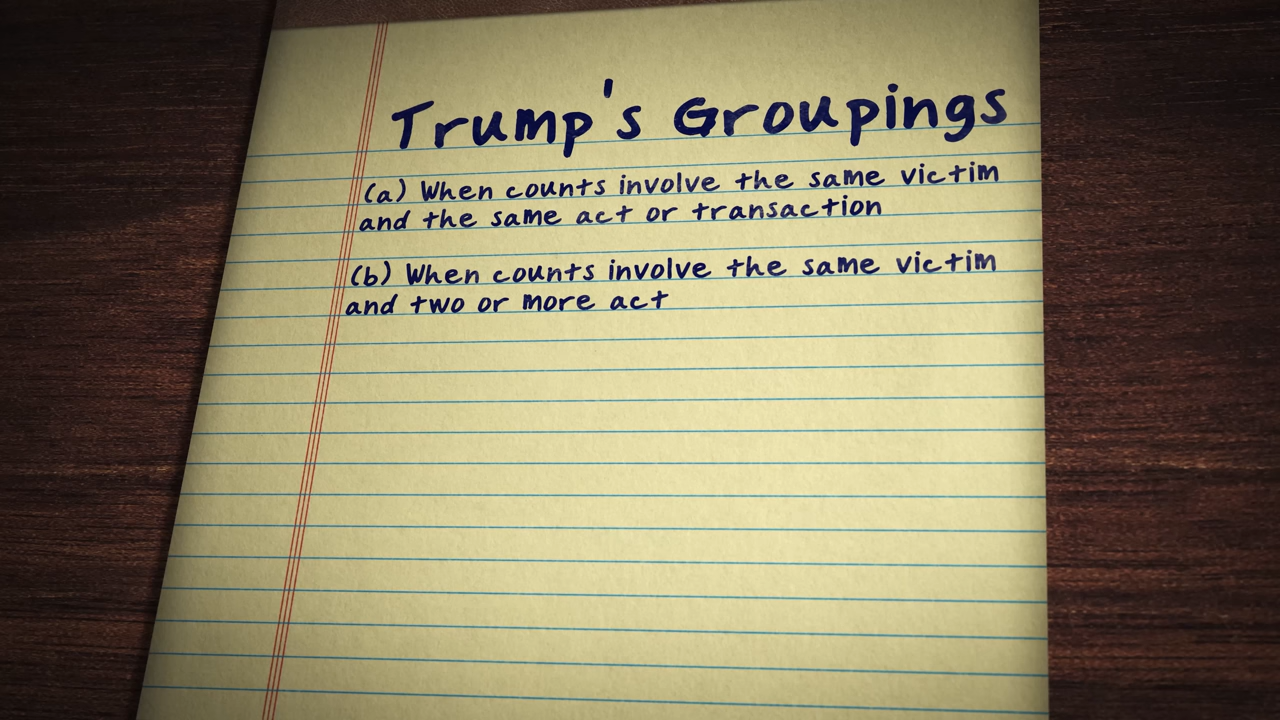 Trump's Groupings
(a) When counts involve the same victim
and the same act or transaction
(b) When counts involve the same victim
and two or more act